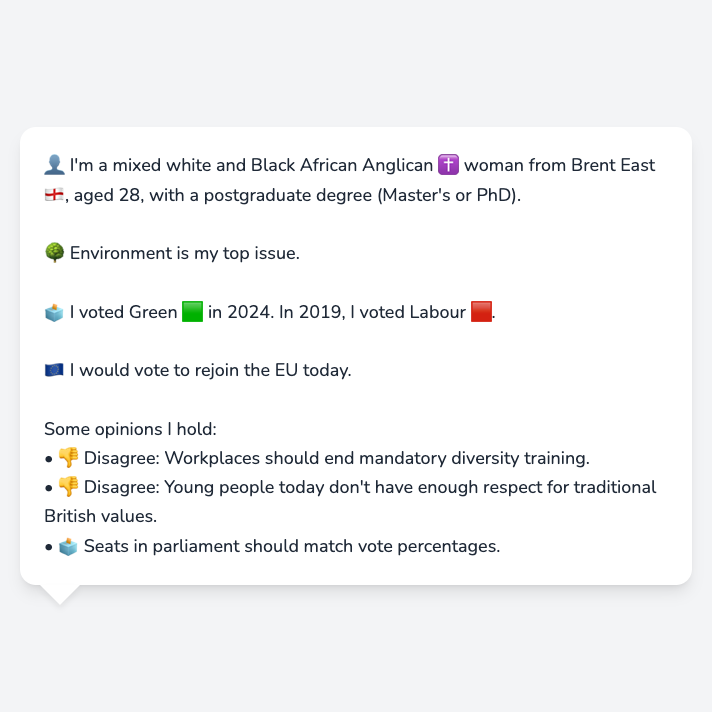 👤 I'm a mixed white and Black African Anglican ✝️ woman from Brent East
🏴󠁧󠁢󠁥󠁮󠁧󠁿, aged 28, with a postgraduate degree (Master's or PhD).
🌳 Environment is my top issue.
🗳️ I voted Green 🟩 in 2024. In 2019, I voted Labour 🟥.
🇪🇺 I would vote to rejoin the EU today.
Some opinions I hold:
• 👎 Disagree: Workplaces should end mandatory diversity training.
• 👎 Disagree: Young people today don't have enough respect for traditional
British values.
• 🗳️ Seats in parliament should match vote percentages.